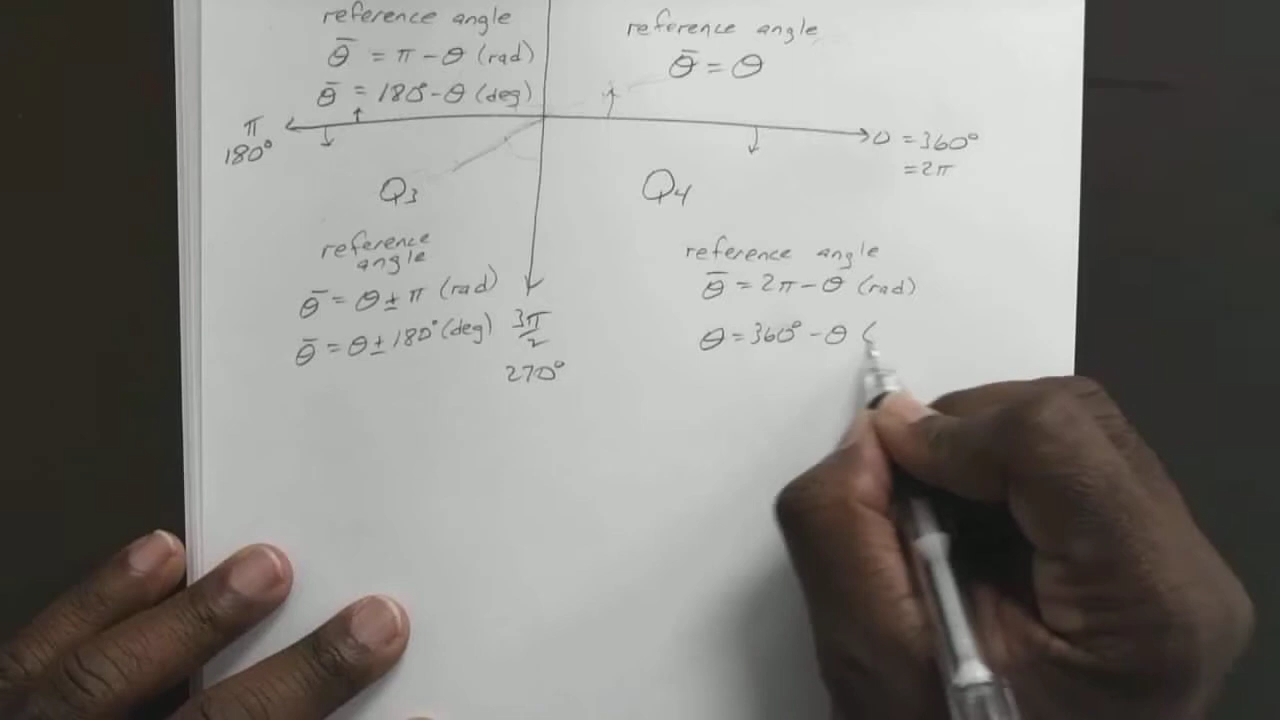 reference angle
θ̄ = π - θ (rad)
θ̄ = 180° - θ (deg)
reference angle
θ̄ = θ
π
180°
0 = 360°
= 2π
Q3
reference
angle
θ̄ = θ ± π (rad)
θ̄ = θ ± 180° (deg)
3π/2
270°
Q4
reference angle
θ̄ = 2π - θ (rad)
θ = 360° - θ (